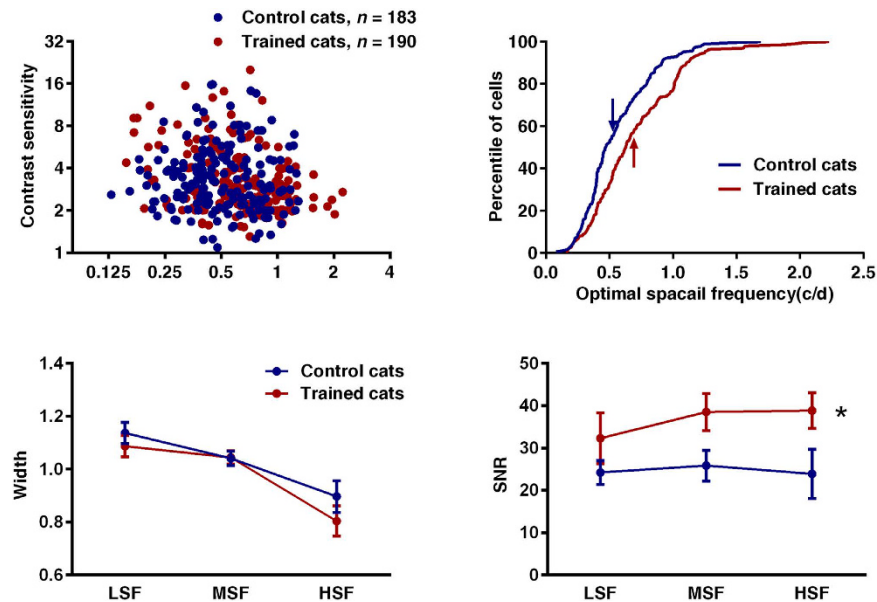 Control cats, n = 183
Trained cats, n = 190
32
16
8
4
2
1
Contrast sensitivity
0.125 0.25 0.5 1 2 4
100
80
60
40
20
0
Percentile of cells
Control cats
Trained cats
0.0 0.5 1.0 1.5 2.0 2.5
Optimal spacail frequency(c/d)
1.4
1.2
1.0
0.8
0.6
Width
Control cats
Trained cats
LSF MSF HSF
50
40
30
20
10
0
SNR
*
LSF MSF HSF